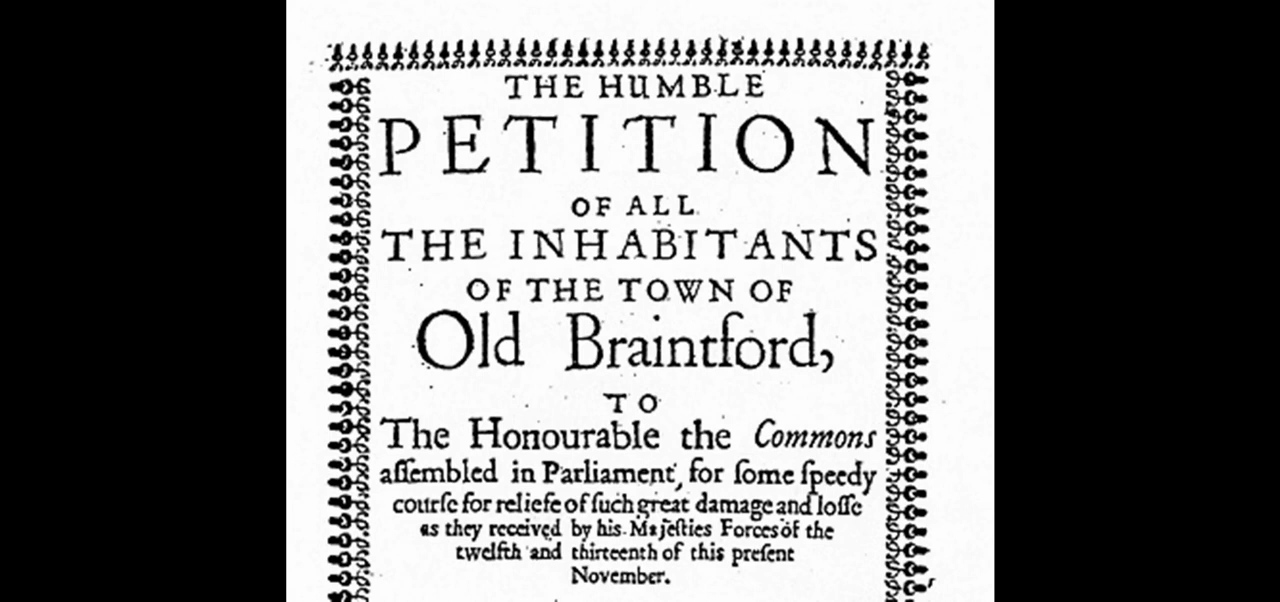 THE HUMBLE
PETITION
OF ALL
THE INHABITANTS
OF THE TOWN OF
Old Braintford,
TO
The Honourable the Commons
aſſembled in Parliament, for ſome ſpeedy
courſe for reliefe of ſuch great damage and loſſe
as they received by his Majeſties Forces of the
twelfth and thirteenth of this preſent
November.